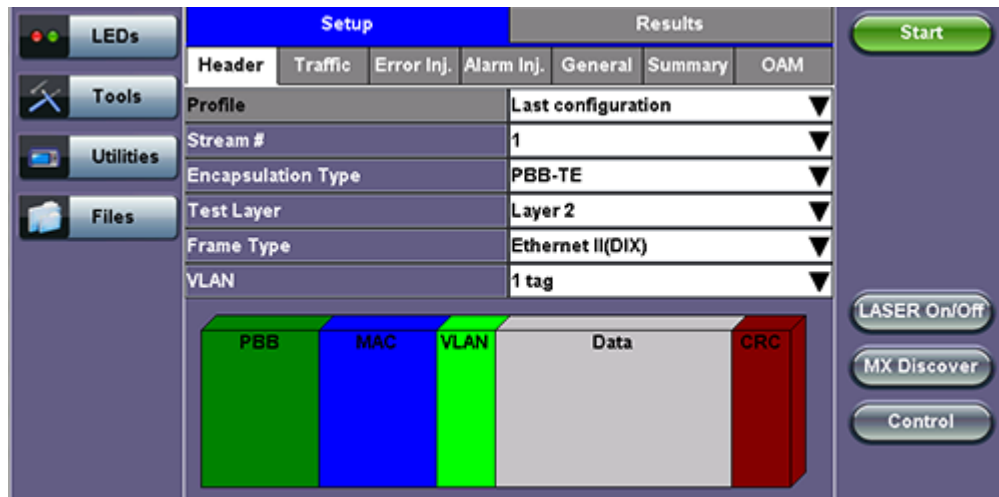 LEDs
Tools
Utilities
Files
Setup Results
Header Traffic Error Inj. Alarm Inj. General Summary OAM
Profile Last configuration
Stream # 1
Encapsulation Type PBB-TE
Test Layer Layer 2
Frame Type Ethernet II(DIX)
VLAN 1 tag
PBB MAC VLAN Data CRC
Start
LASER On/Off
MX Discover
Control